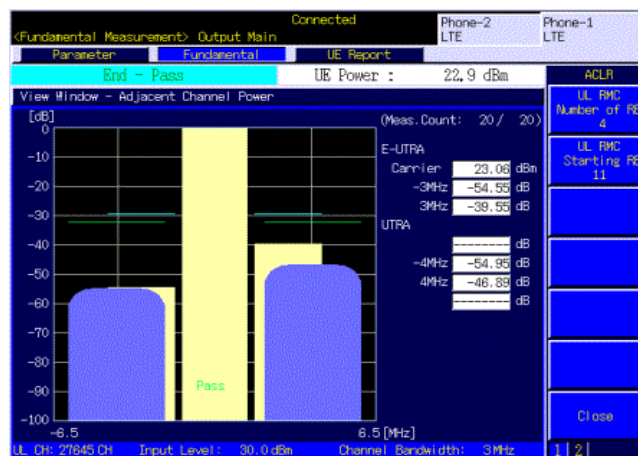 Connected
<Fundamental Measurement> Output Main
Phone-2
LTE
Phone-1
LTE
Parameter
Fundamental
UE Report
End - Pass
UE Power :
22.9 dBm
ACLR
View Window - Adjacent Channel Power
UL RMC
Number of RB
4
UL RMC
Starting RB
11
[dB]
(Meas.Count: 20/ 20)
0
-10
-20
-30
-40
-50
-60
-70
-80
-90
-100
E-UTRA
Carrier 23.06 dBm
-3MHz -54.55 dB
3MHz -39.55 dB
UTRA
------- dB
-4MHz -54.95 dB
4MHz -46.89 dB
------- dB
Pass
-6.5
6.5[MHz]
Close
UL CH: 27645 CH Input Level: 30.0 dBm Channel Bandwidth: 3MHz
1 2